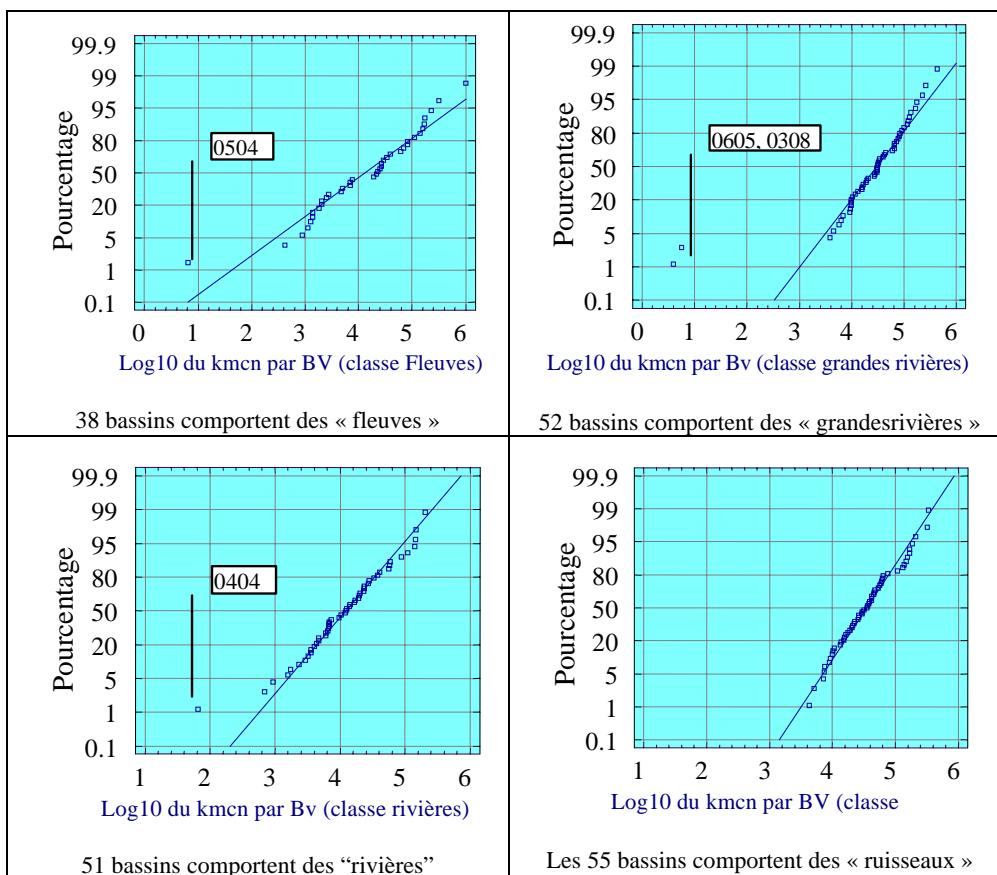 99.9
99
95
80
50
20
5
1
0.1
Pourcentage
0504
0 1 2 3 4 5 6
Log10 du kmcn par BV (classe Fleuves)
38 bassins comportent des « fleuves »
99.9
99
95
80
50
20
5
1
0.1
Pourcentage
0605, 0308
0 1 2 3 4 5 6
Log10 du kmcn par Bv (classe grandes rivières)
52 bassins comportent des « grandesrivières »
99.9
99
95
80
50
20
5
1
0.1
Pourcentage
0404
1 2 3 4 5 6
Log10 du kmcn par Bv (classe rivières)
51 bassins comportent des “rivières”
99.9
99
95
80
50
20
5
1
0.1
Pourcentage
1 2 3 4 5 6
Log10 du kmcn par BV (classe
Les 55 bassins comportent des « ruisseaux »